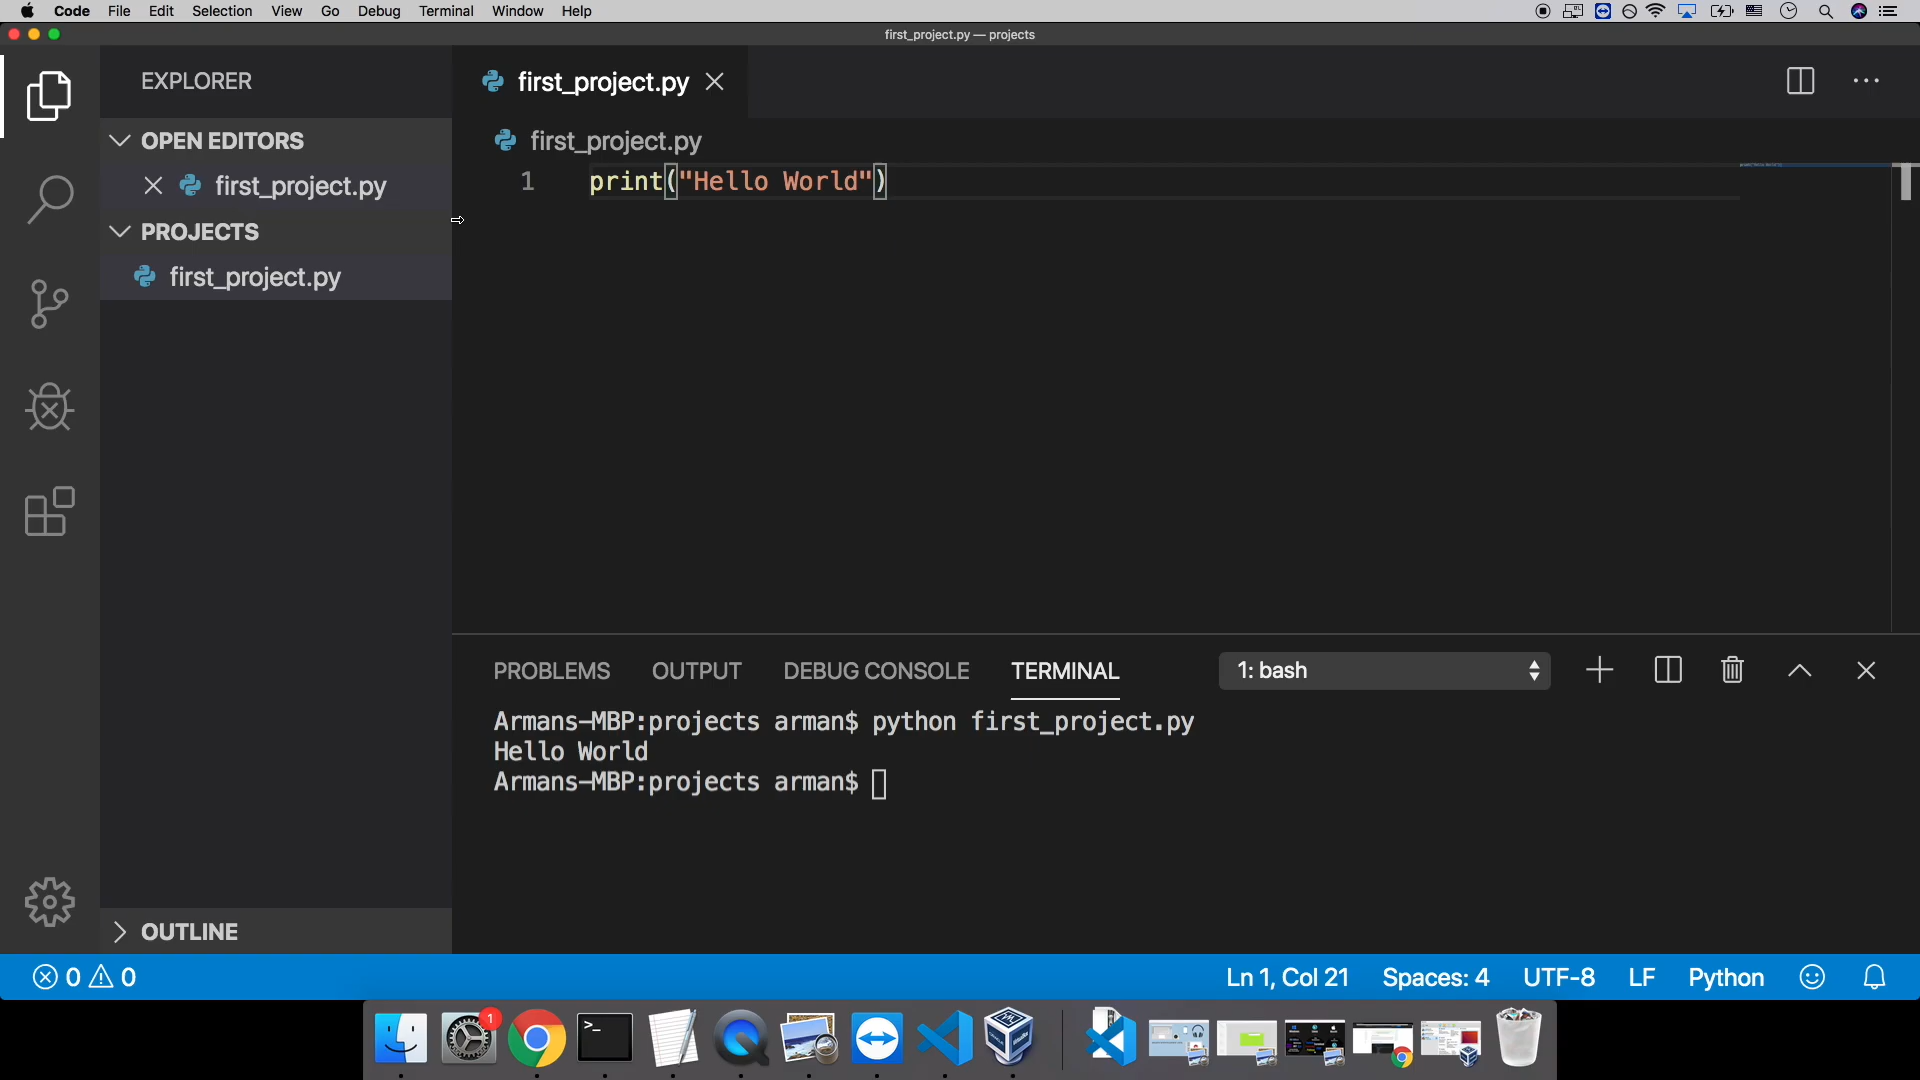 Code File Edit Selection View Go Debug Terminal Window Help
first_project.py — projects
EXPLORER
OPEN EDITORS
first_project.py
PROJECTS
first_project.py
OUTLINE
first_project.py
first_project.py
1 print("Hello World")
PROBLEMS OUTPUT DEBUG CONSOLE TERMINAL 1: bash
Armans-MBP:projects arman$ python first_project.py
Hello World
Armans-MBP:projects arman$
0 0 Ln 1, Col 21 Spaces: 4 UTF-8 LF Python
1
>_